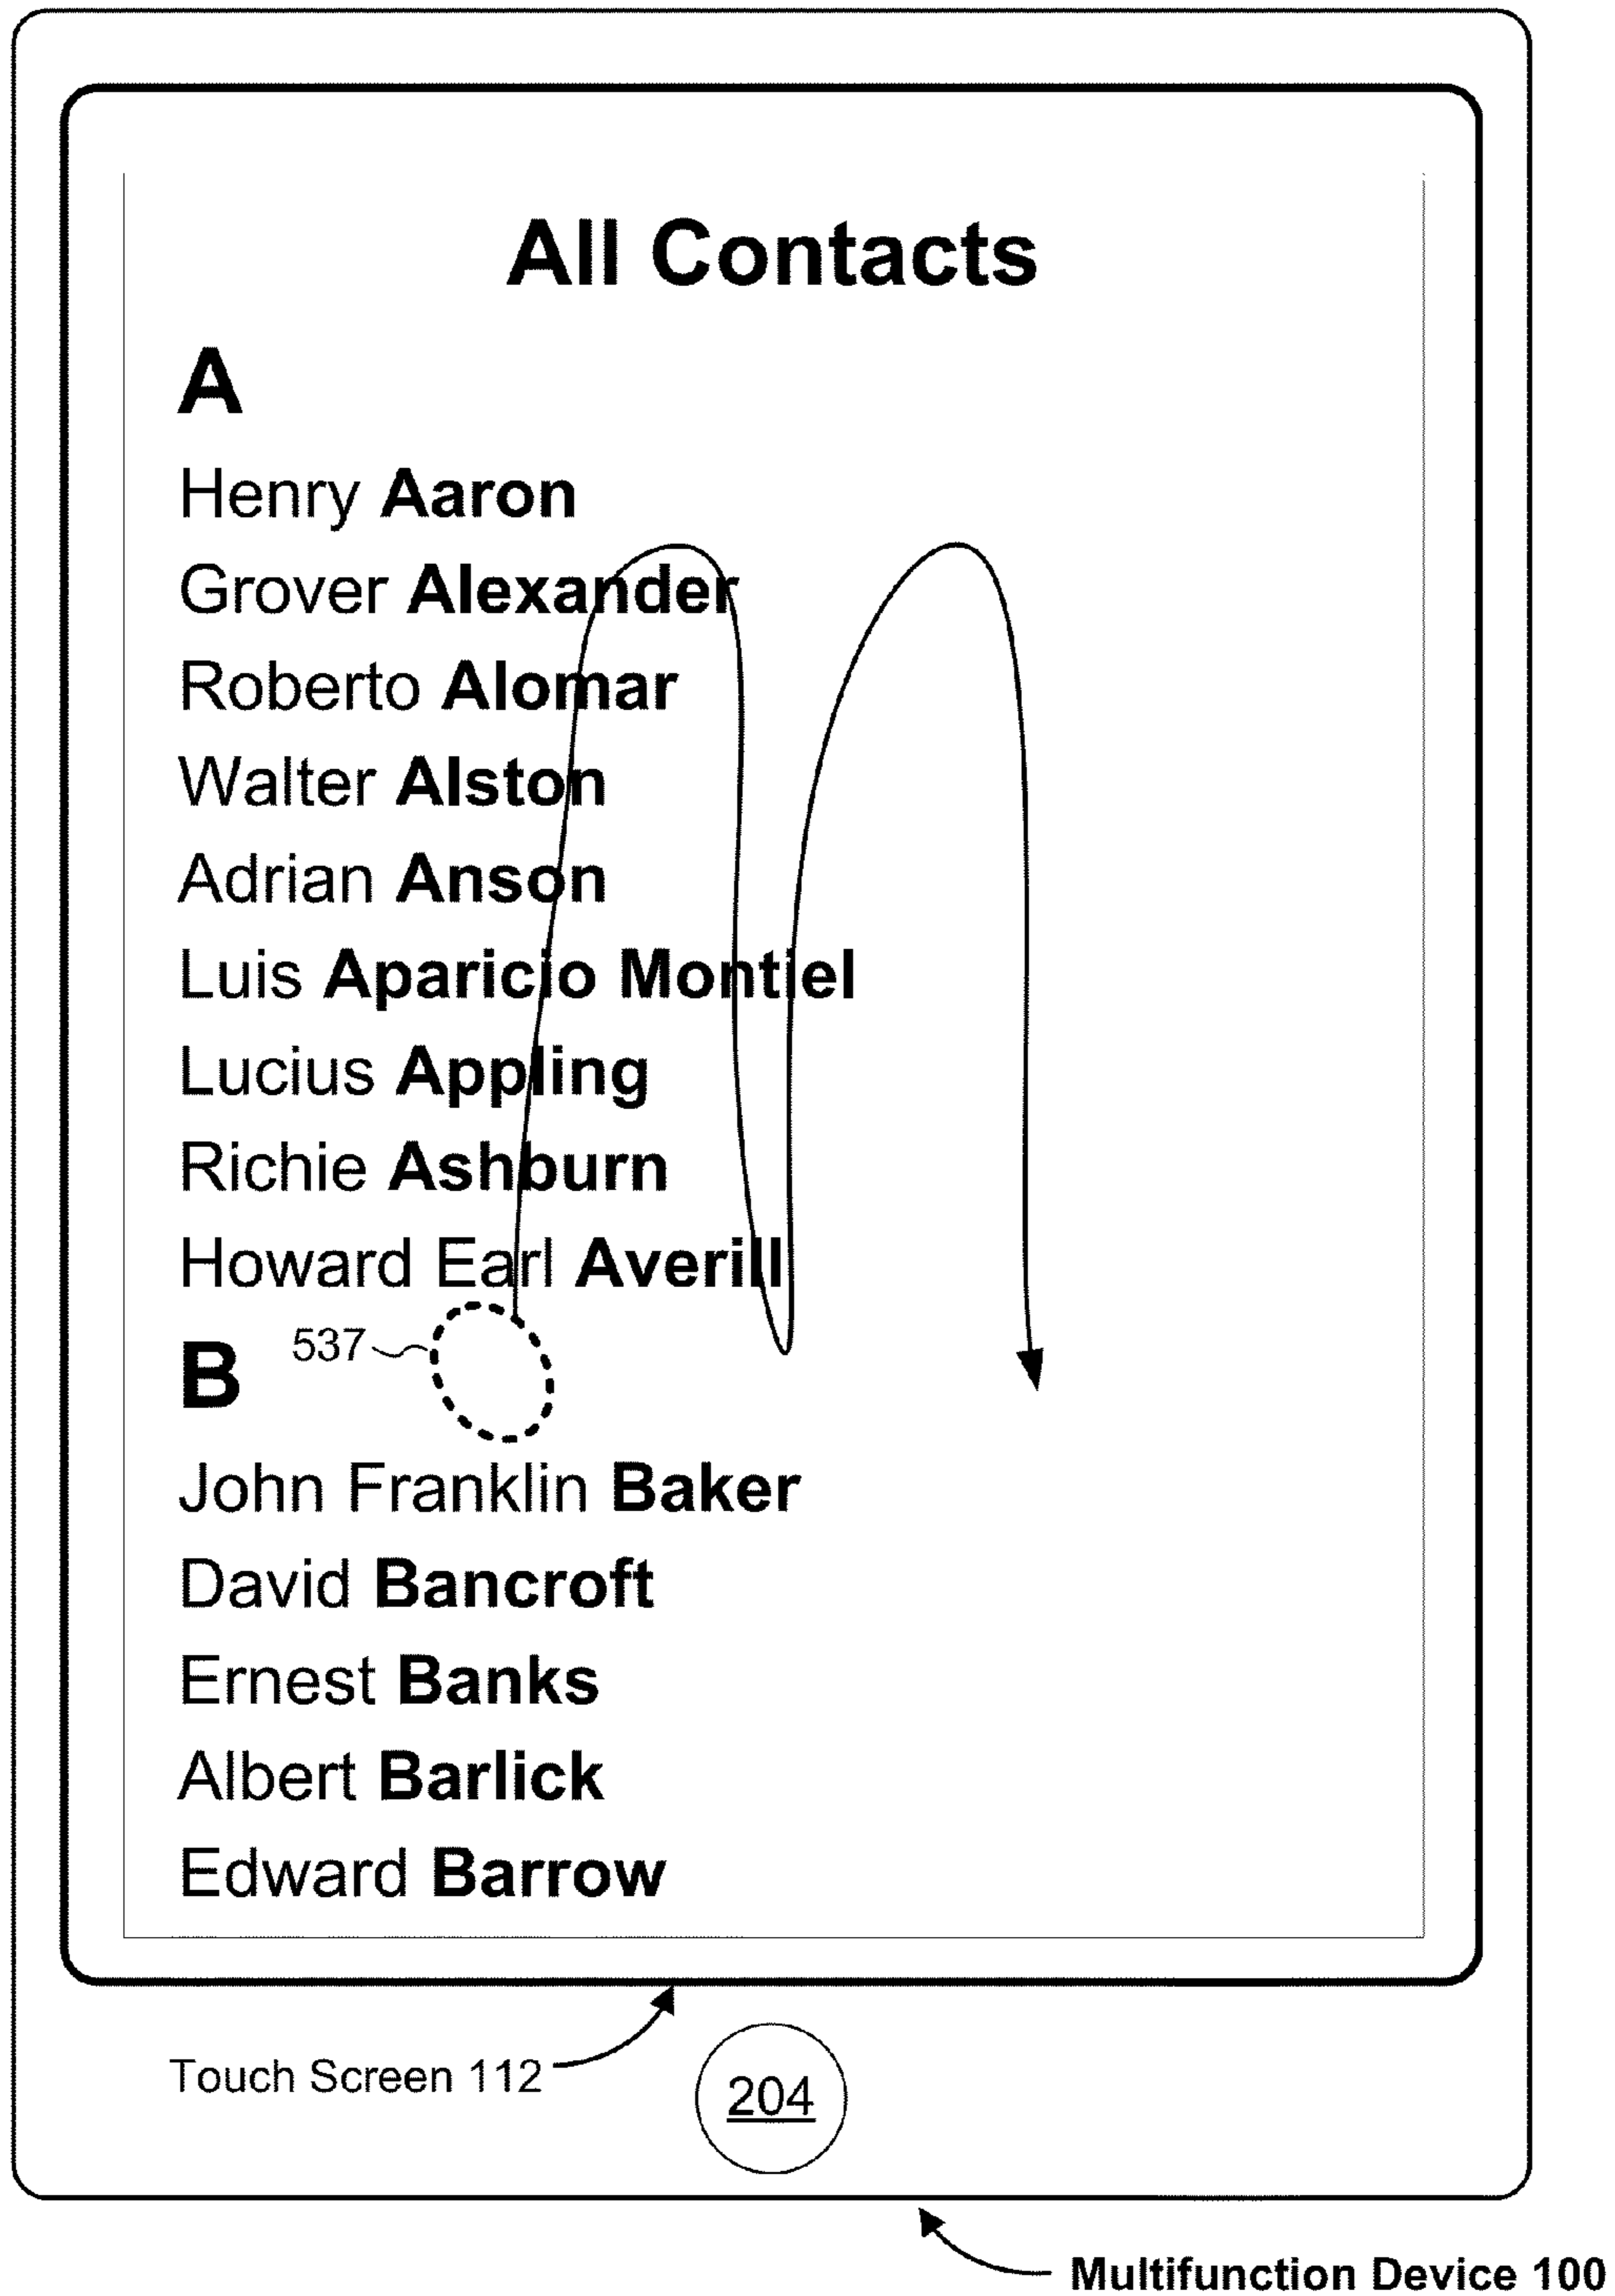 All Contacts
A
Henry Aaron
Grover Alexander
Roberto Alomar
Walter Alston
Adrian Anson
Luis Aparicio Montiel
Lucius Appling
Richie Ashburn
Howard Earl Averill
B 537
John Franklin Baker
David Bancroft
Ernest Banks
Albert Barlick
Edward Barrow
Touch Screen 112
204
Multifunction Device 100